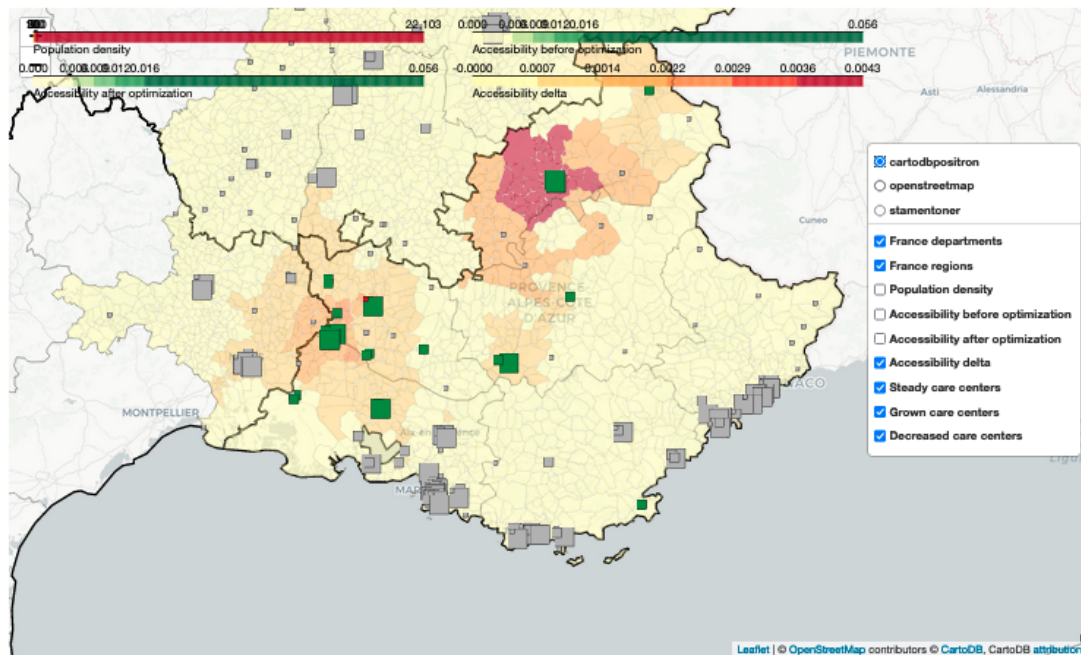 22,103
Population density
0.000
0.0120.016
0.056
Accessibility before optimization
0.000
0.0120.016
0.056
Accessibility after optimization
-0.0000 0.0007 0.0014 0.0022 0.0029 0.0036 0.0043
Accessibility delta
PIEMONTE
Asti
Alessandria
Cuneo
PROVENCE-
ALPES-CÔTE
D'AZUR
MONTPELLIER
cartodbpositron
openstreetmap
stamentoner
France departments
France regions
Population density
Accessibility before optimization
Accessibility after optimization
Accessibility delta
Steady care centers
Grown care centers
Decreased care centers
Leaflet | © OpenStreetMap contributors © CartoDB, CartoDB attribution